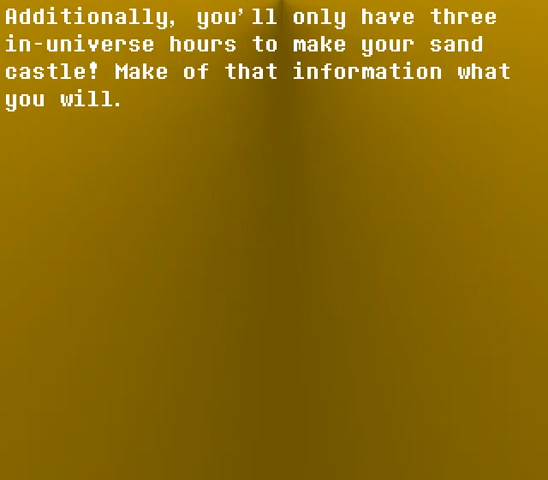 Additionally, you'll only have three
in-universe hours to make your sand
castle! Make of that information what
you will.